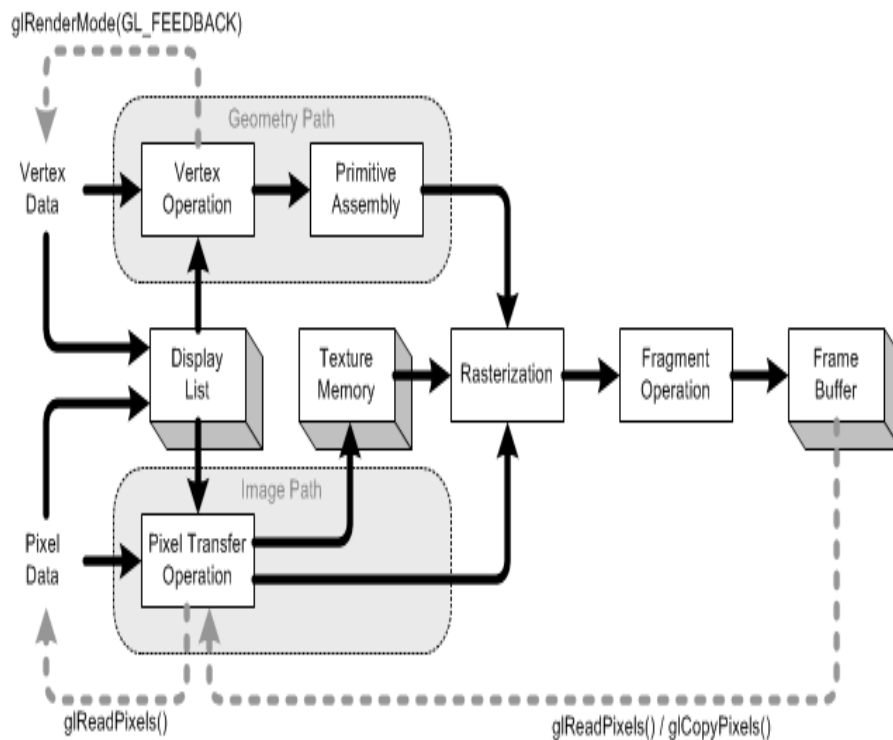 glRenderMode(GL_FEEDBACK)
Geometry Path
Vertex
Data
Vertex
Operation
Primitive
Assembly
Display
List
Texture
Memory
Rasterization
Fragment
Operation
Frame
Buffer
Image Path
Pixel
Data
Pixel Transfer
Operation
glReadPixels()
glReadPixels() / glCopyPixels()